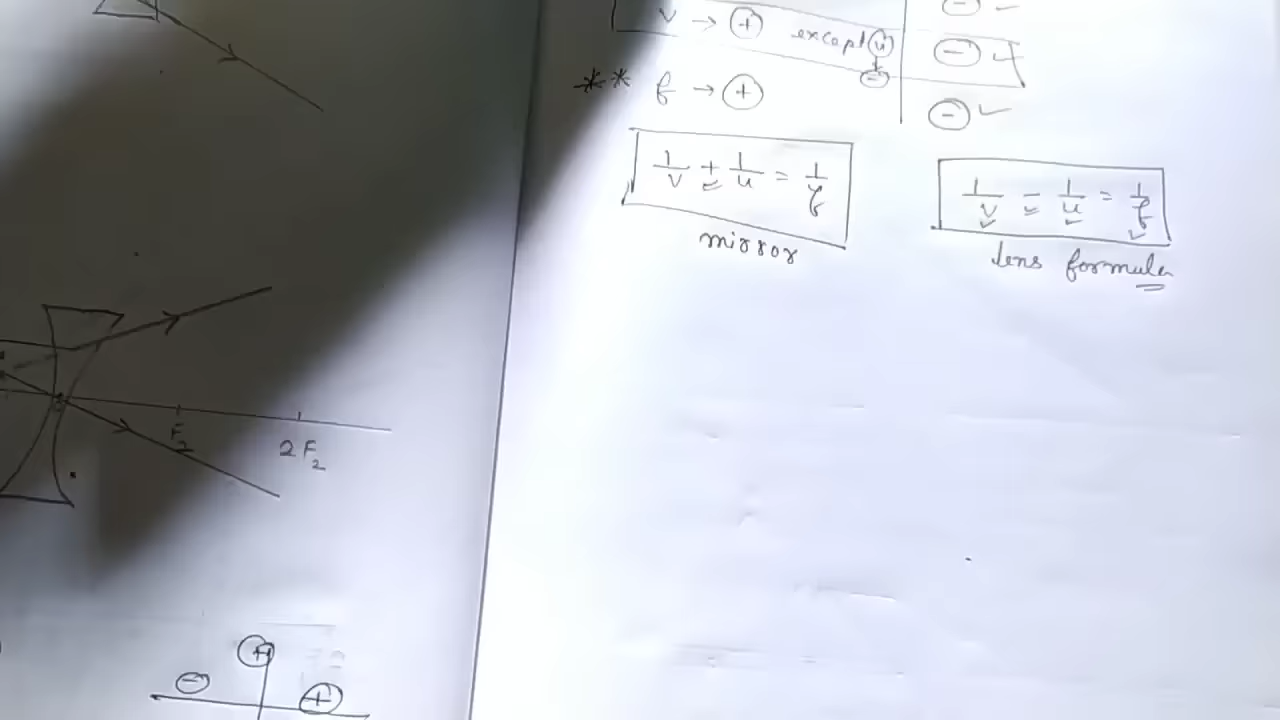 F₂
2F₂
+
- +
-
v → + except u -
-
** f → +
-
1/v + 1/u = 1/f
mirror
1/v - 1/u = 1/f
lens formula